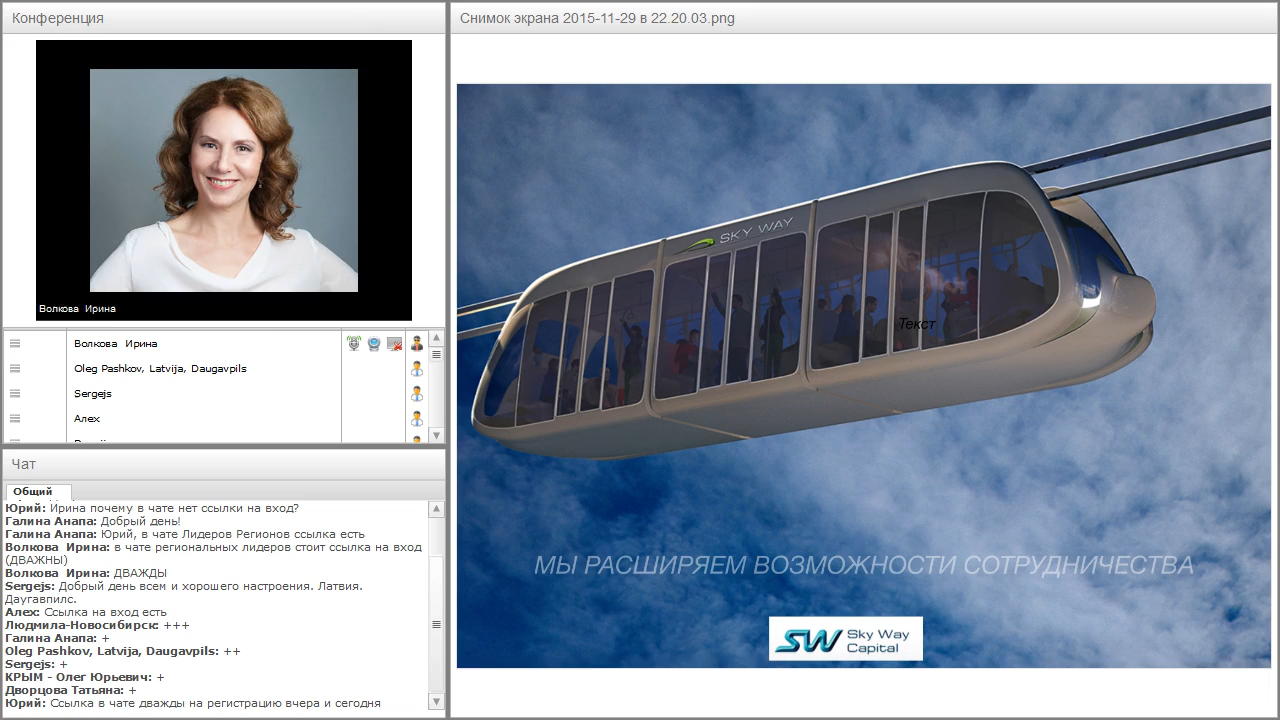 Конференция
Волкова Ирина
Волкова Ирина
Oleg Pashkov, Latvija, Daugavpils
Sergejs
Алех
Чат
Общий
Юрий: Ирина почему в чате нет ссылки на вход?
Галина Анапа: Добрый день!
Галина Анапа: Юрий, в чате Лидеров Регионов ссылка есть
Волкова Ирина: в чате региональных лидеров стоит ссылка на вход
(ДВАЖНЫ)
Волкова Ирина: ДВАЖДЫ
Sergejs: Добрый день всем и хорошего настроения. Латвия.
Даугавпилс.
Алех: Ссылка на вход есть
Людмила-Новосибирск: +++
Галина Анапа: +
Oleg Pashkov, Latvija, Daugavpils: ++
Sergejs: +
КРЫМ - Олег Юрьевич: +
Дворцова Татьяна: +
Юрий: Ссылка в чате дважды на регистрацию вчера и сегодня
Снимок экрана 2015-11-29 в 22.20.03.png
SKY WAY
Текст
МЫ РАСШИРЯЕМ ВОЗМОЖНОСТИ СОТРУДНИЧЕСТВА
SW Sky Way
Capital